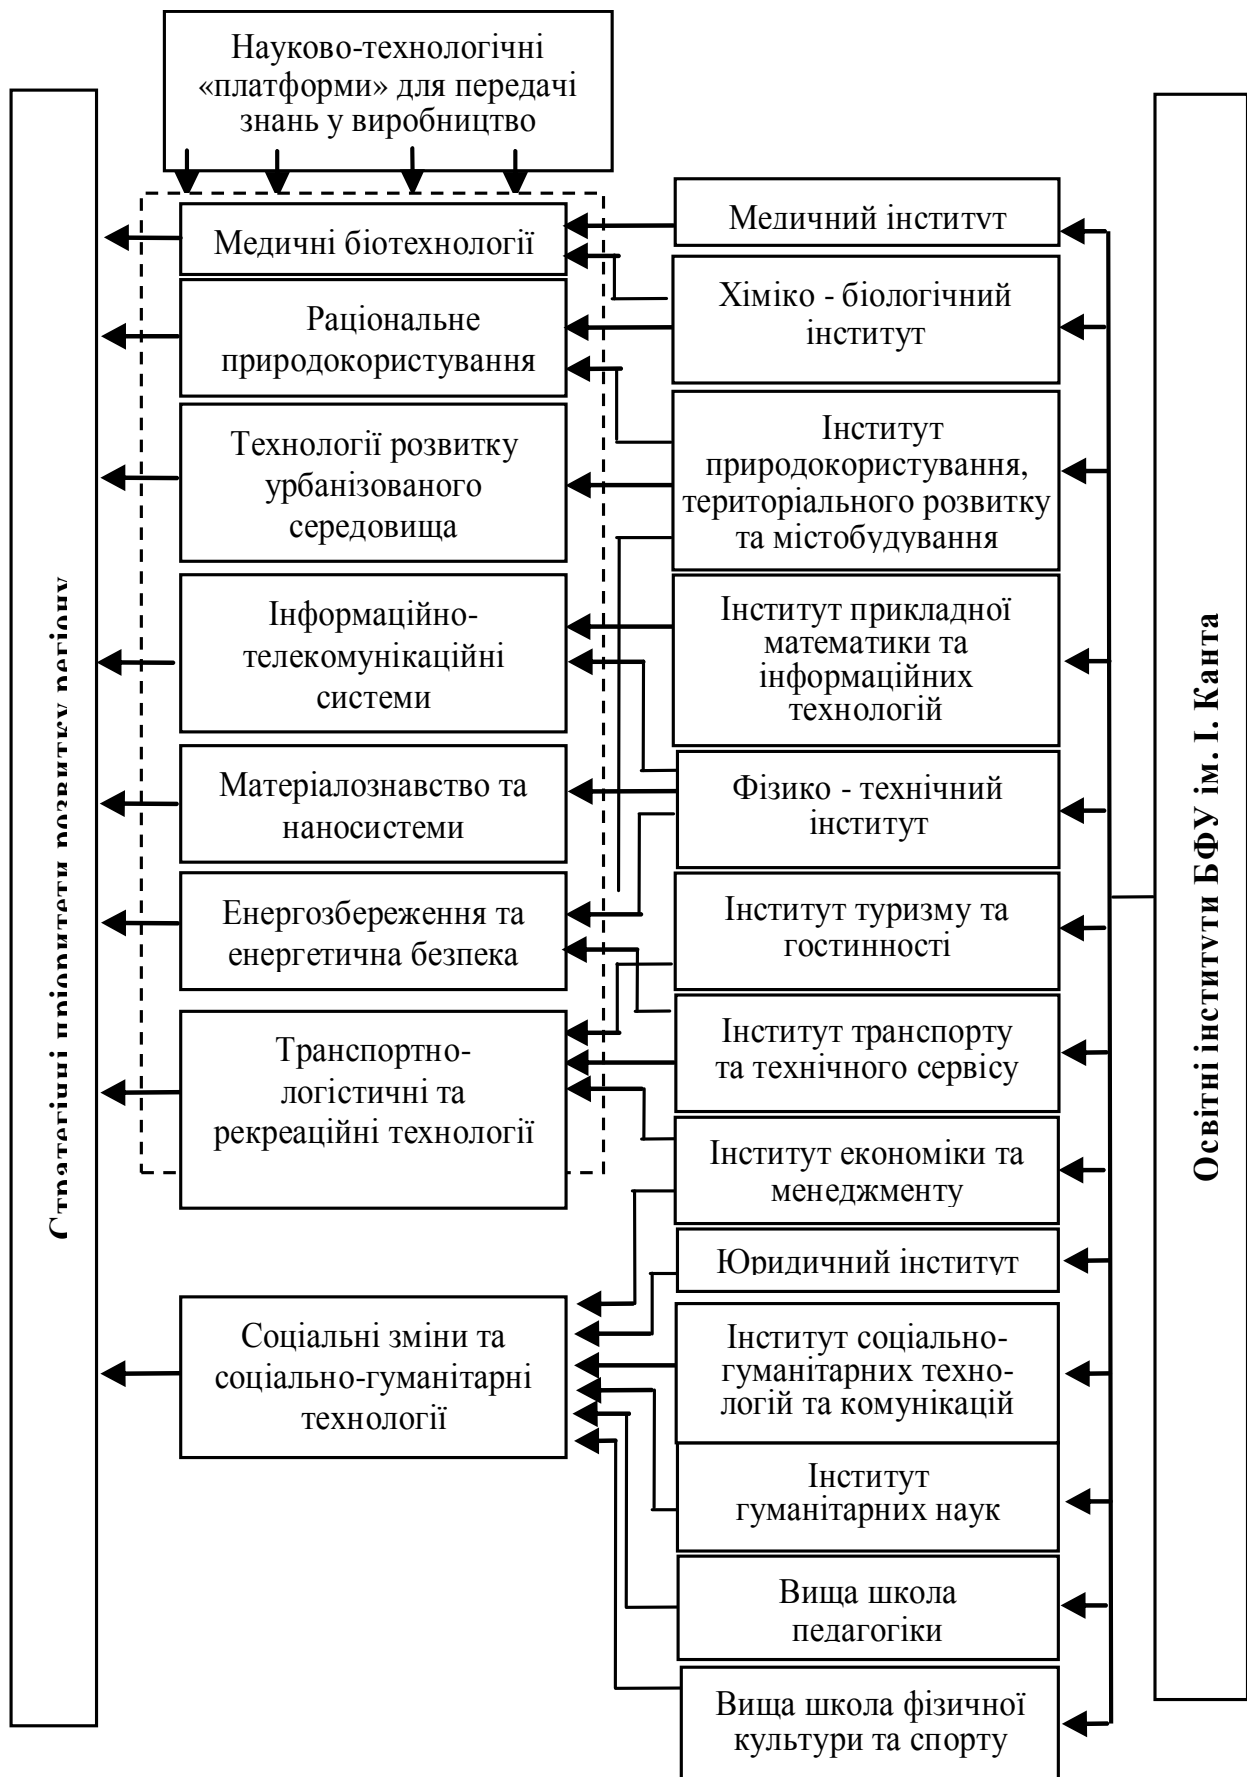 Науково-технологічні
«платформи» для передачі
знань у виробництво
Стратегічні пріоритети розвитку регіону
Медичні біотехнології
Раціональне
природокористування
Технології розвитку
урбанізованого
середовища
Інформаційно-
телекомунікаційні
системи
Матеріалознавство та
наносистеми
Енергозбереження та
енергетична безпека
Транспортно-
логістичні та
рекреаційні технології
Соціальні зміни та
соціально-гуманітарні
технології
Медичний інститут
Хіміко - біологічний
інститут
Інститут
природокористування,
територіального розвитку
та містобудування
Інститут прикладної
математики та
інформаційних
технологій
Фізико - технічний
інститут
Інститут туризму та
гостинності
Інститут транспорту
та технічного сервісу
Інститут економіки та
менеджменту
Юридичний інститут
Інститут соціально-
гуманітарних техно-
логій та комунікацій
Інститут
гуманітарних наук
Вища школа
педагогіки
Вища школа фізичної
культури та спорту
Освітні інститути БФУ ім. І. Канта